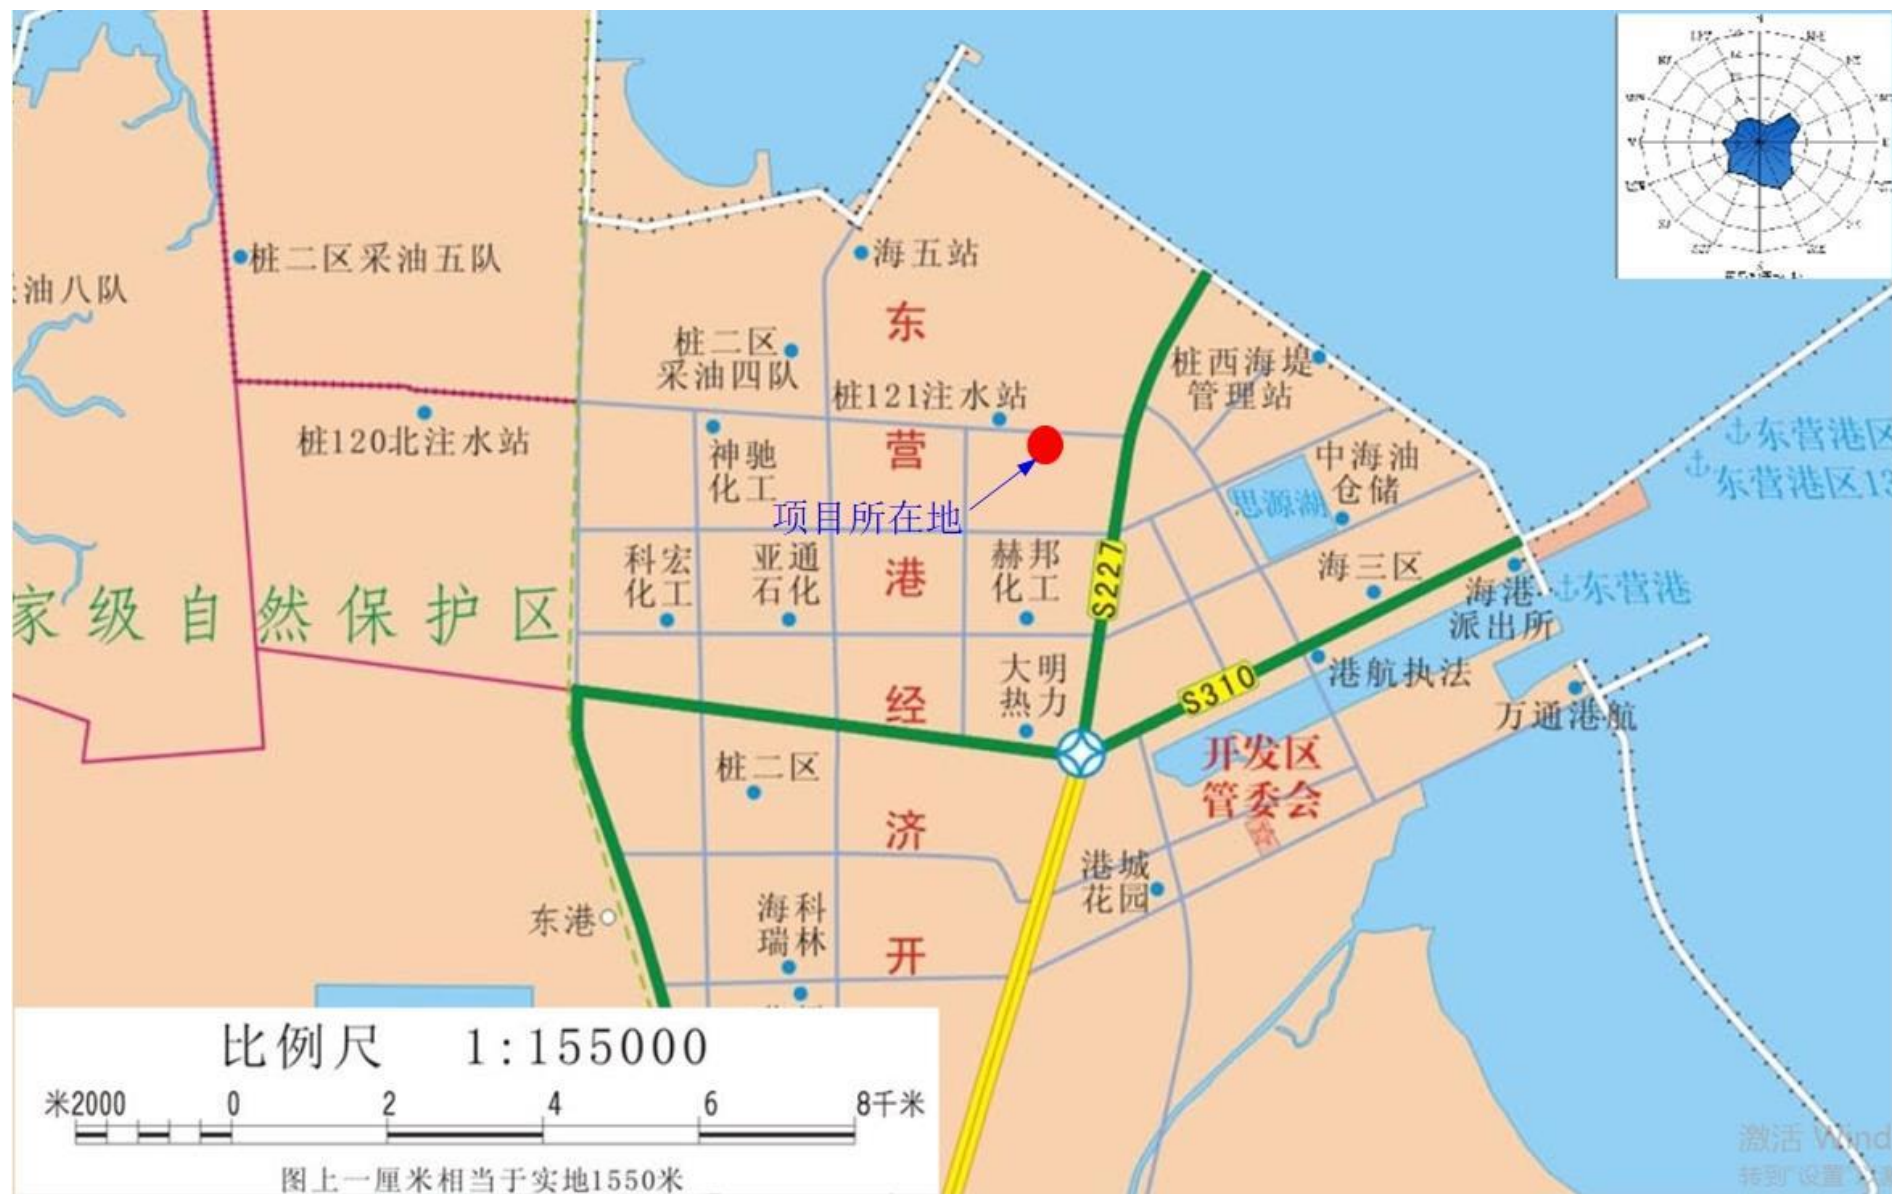 海五站
桩二区采油五队
油八队
东
桩二区
采油四队
桩西海堤
管理站
桩121注水站
桩120北注水站
神驰
化工
营
中海油
仓储
东营港区
东营港区13
思源湖
项目所在地
科宏
化工
亚通
石化
港
赫邦
化工
S227
海三区
海港
派出所
东营港
家级自然保护区
大明
热力
经
S310
港航执法
万通港航
桩二区
开发区
管委会
济
港城
花园
东港
海科
瑞林
开
比例尺 1:155000
米2000 0 2 4 6 8千米
图上一厘米相当于实地1550米
激活 Wind
转到"设置"